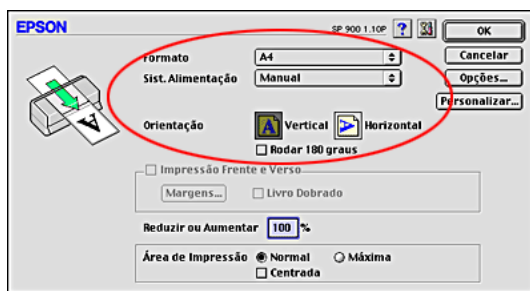 EPSON
SP 900 1.10P ? OK
Formato A4 Cancelar
Sist.Alimentação Manual Opções...
Personalizar...
Orientação A Vertical A Horizontal
Rodar 180 graus
Impressão Frente e Verso
Margens... Livro Dobrado
Reduzir ou Aumentar 100 %
Área de Impressão Normal Máxima
Centrada
A